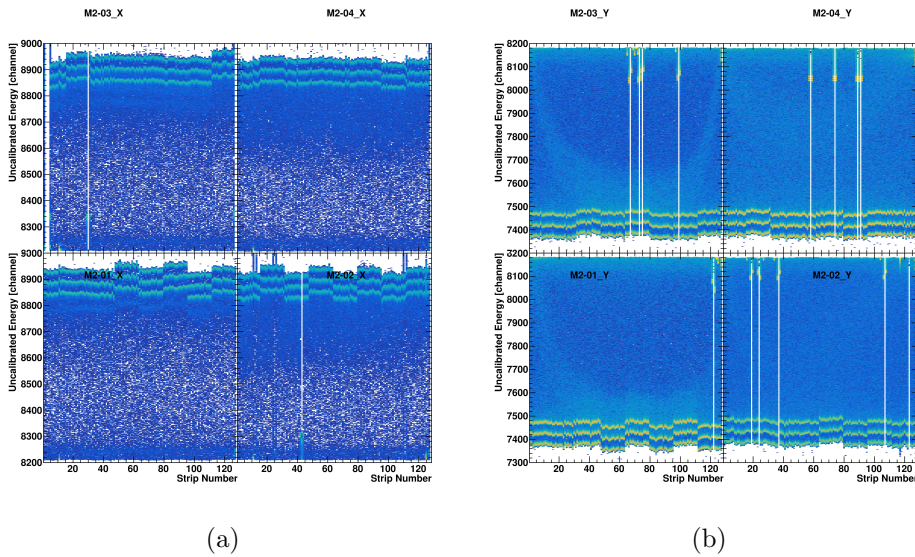 M2-03_X
M2-04_X
Uncalibrated Energy [channel]
9000
8900
8800
8700
8600
8500
8400
8300
9000
8900
8800
8700
8600
8500
8400
8300
8200
Uncalibrated Energy [channel]
M2-01_X
M2-02_X
20 40 60 80 100 120
20 40 60 80 100 120
Strip Number
Strip Number
(a)
M2-03_Y
M2-04_Y
Uncalibrated Energy [channel]
8200
8100
8000
7900
7800
7700
7600
7500
7400
8200
8100
8000
7900
7800
7700
7600
7500
7400
7300
Uncalibrated Energy [channel]
M2-01_Y
M2-02_Y
20 40 60 80 100 120
20 40 60 80 100 120
Strip Number
Strip Number
(b)